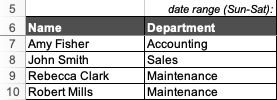 5 date range (Sun-Sat):
6 Name Department
7 Amy Fisher Accounting
8 John Smith Sales
9 Rebecca Clark Maintenance
10 Robert Mills Maintenance